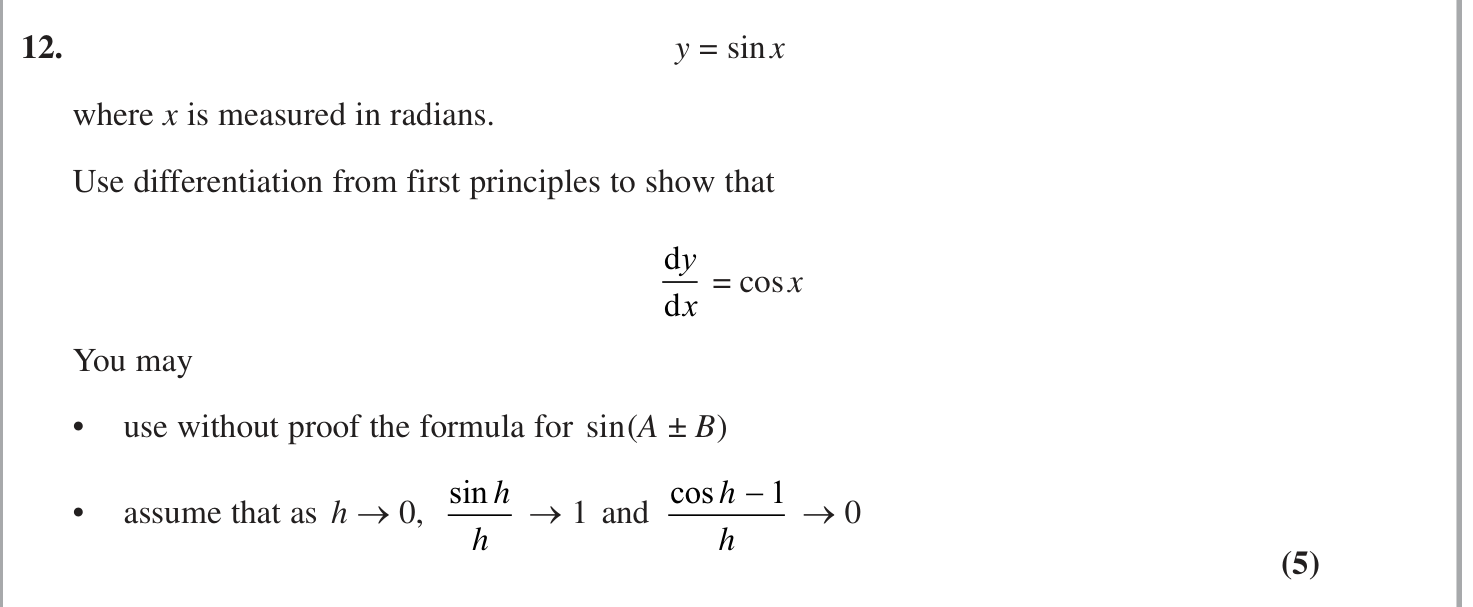 12. y = sin x
where x is measured in radians.
Use differentiation from first principles to show that
dy/dx = cos x
You may
• use without proof the formula for sin(A ± B)
• assume that as h → 0, sin h/h → 1 and cos h − 1/h → 0
(5)